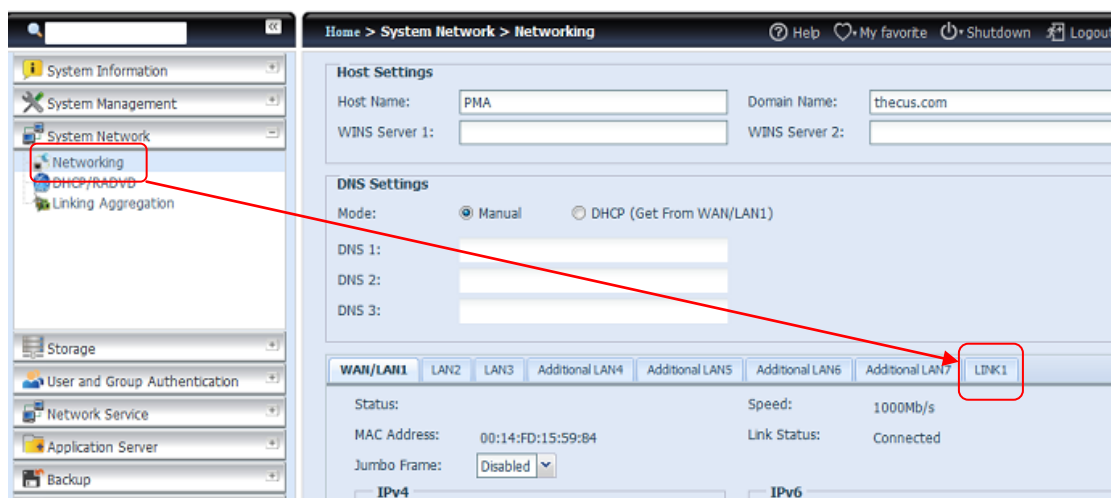 Home > System Network > Networking
Help My favorite Shutdown Logout
System Information
System Management
System Network
Networking
DHCP/RADVD
Linking Aggregation
Storage
User and Group Authentication
Network Service
Application Server
Backup
Host Settings
Host Name: PMA Domain Name: thecus.com
WINS Server 1: WINS Server 2:
DNS Settings
Mode: Manual DHCP (Get From WAN/LAN1)
DNS 1:
DNS 2:
DNS 3:
WAN/LAN1 LAN2 LAN3 Additional LAN4 Additional LAN5 Additional LAN6 Additional LAN7 LINK1
Status: Speed: 1000Mb/s
MAC Address: 00:14:FD:15:59:84 Link Status: Connected
Jumbo Frame: Disabled
IPv4 IPv6